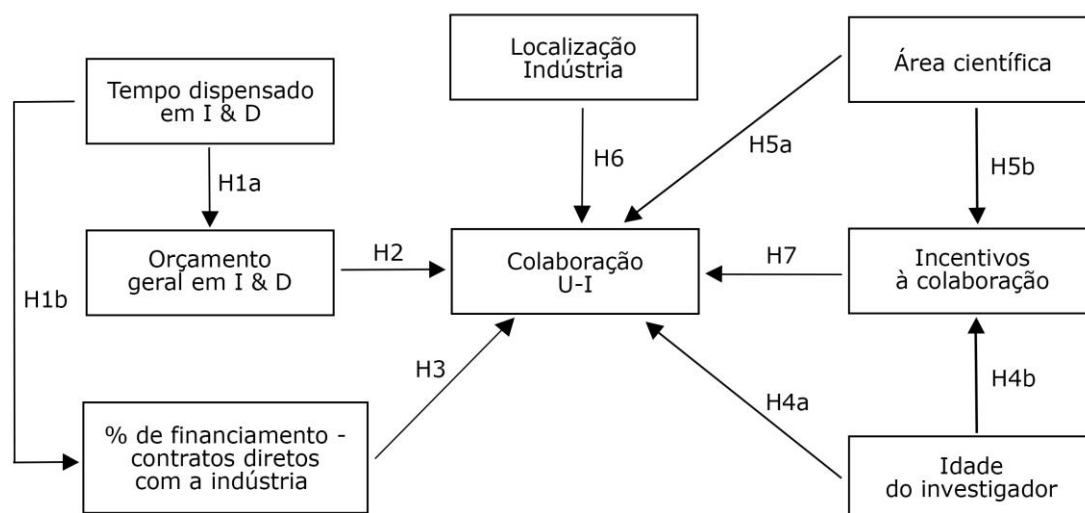 Localização
Indústria
Área científica
Tempo dispensado
em I & D
H6
H5a
H5b
H1a
Orçamento
geral em I & D
H2
Colaboração
U-I
H7
Incentivos
à colaboração
H1b
H3
H4a
H4b
% de financiamento -
contratos diretos
com a indústria
Idade
do investigador